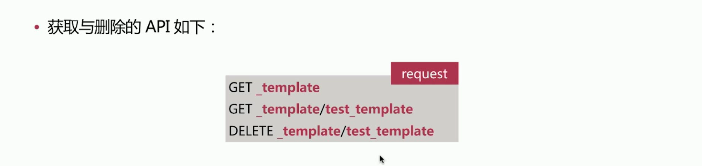 • 获取与删除的 API 如下：
request
GET _template
GET _template/test_template
DELETE _template/test_template